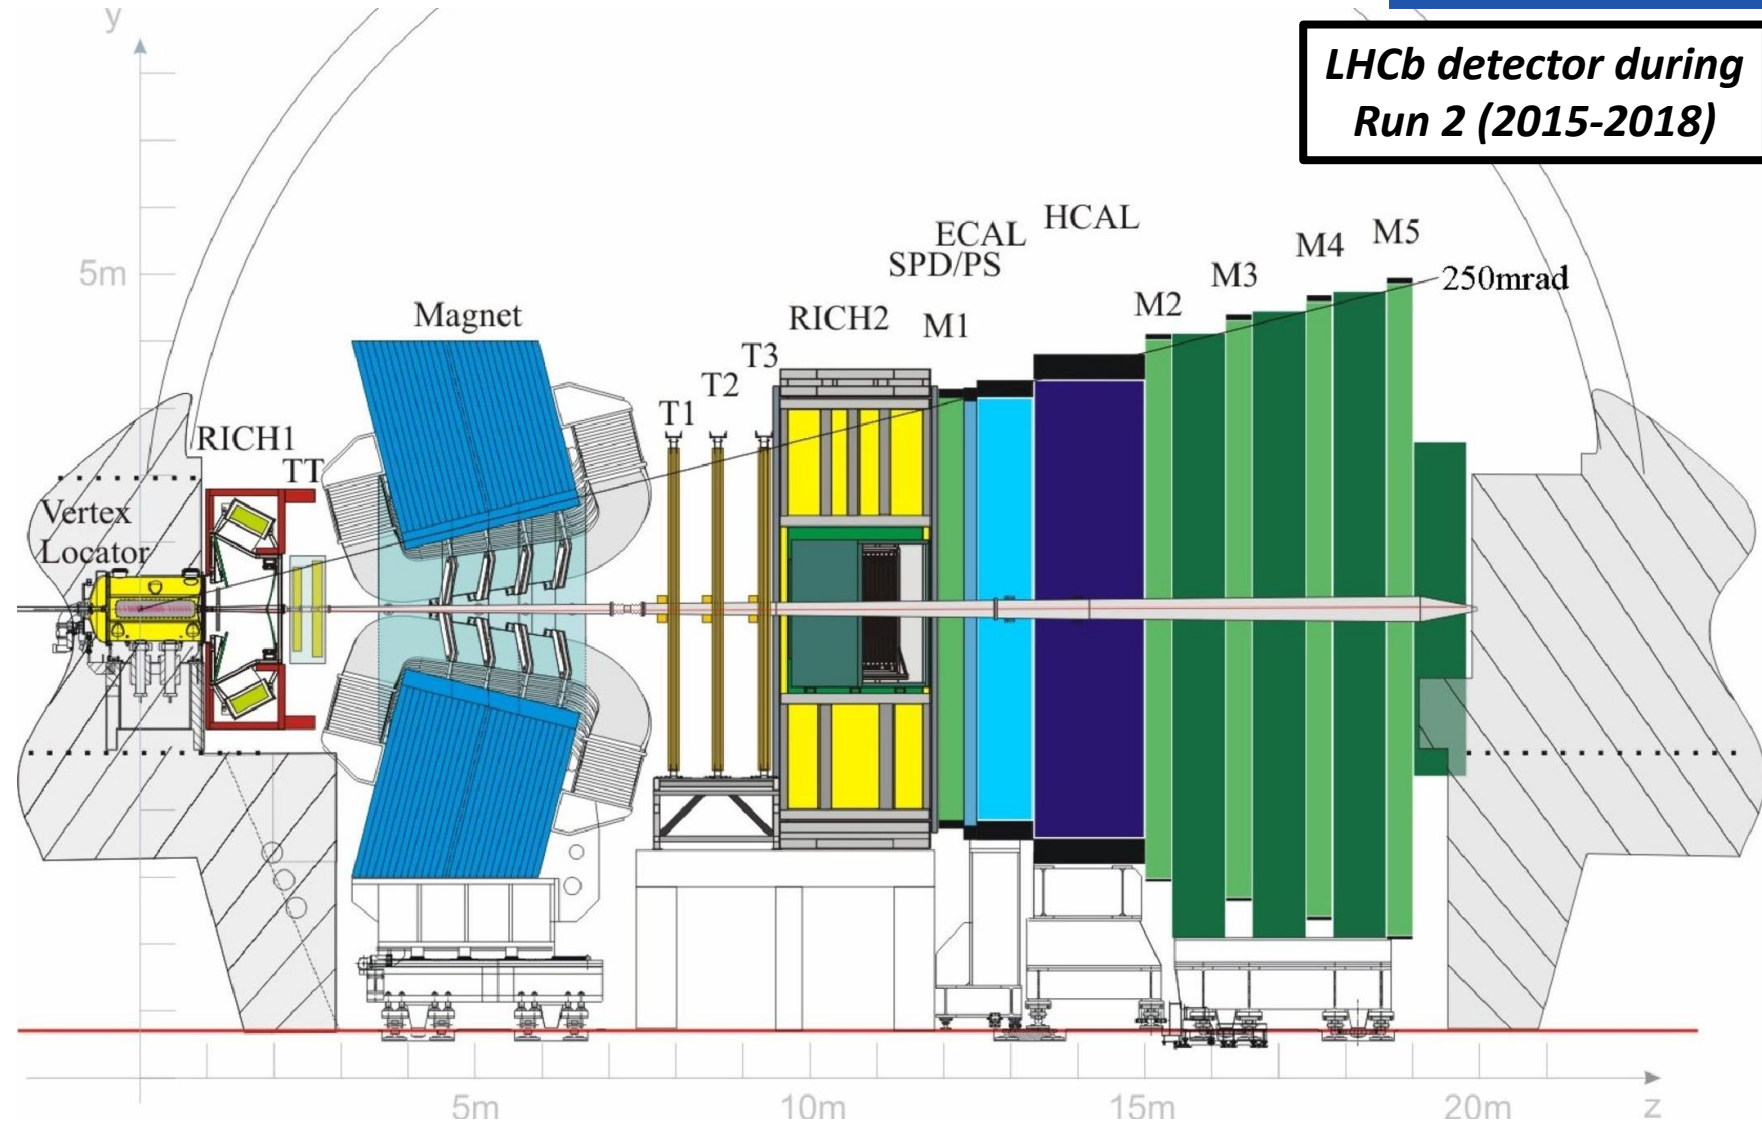 y
LHCb detector during
Run 2 (2015-2018)
HCAL
ECAL
SPD/PS
M5
M4
M3
M2
250mrad
5m
Magnet
RICH2
M1
T3
T2
T1
RICH1
TT
Vertex
Locator
5m
10m
15m
20m
z